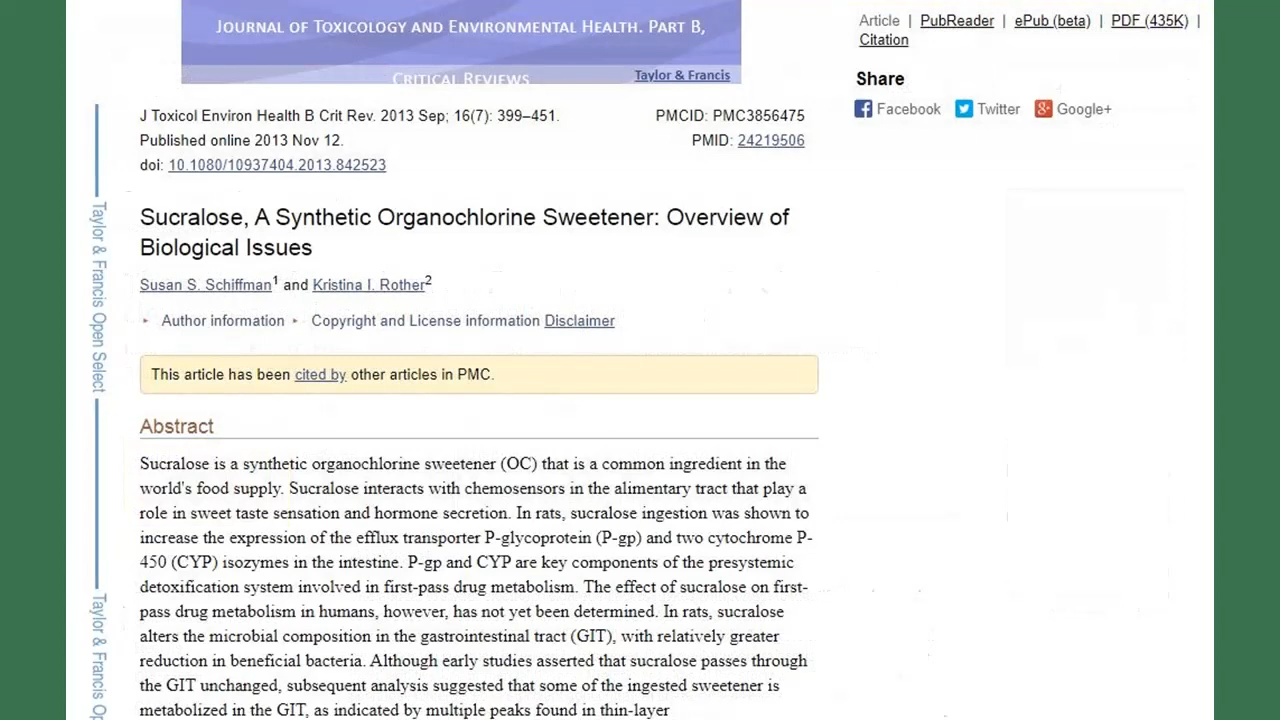 JOURNAL OF TOXICOLOGY AND ENVIRONMENTAL HEALTH. PART B,
CRITICAL REVIEWS
Taylor & Francis
Article | PubReader | ePub (beta) | PDF (435K) |
Citation
Share
Facebook Twitter Google+
J Toxicol Environ Health B Crit Rev. 2013 Sep; 16(7): 399–451.
Published online 2013 Nov 12.
doi: 10.1080/10937404.2013.842523
PMCID: PMC3856475
PMID: 24219506
Taylor & Francis Open Select
Sucralose, A Synthetic Organochlorine Sweetener: Overview of
Biological Issues
Susan S. Schiffman1 and Kristina I. Rother2
Author information Copyright and License information Disclaimer
This article has been cited by other articles in PMC.
Abstract
Sucralose is a synthetic organochlorine sweetener (OC) that is a common ingredient in the
world's food supply. Sucralose interacts with chemosensors in the alimentary tract that play a
role in sweet taste sensation and hormone secretion. In rats, sucralose ingestion was shown to
increase the expression of the efflux transporter P-glycoprotein (P-gp) and two cytochrome P-
450 (CYP) isozymes in the intestine. P-gp and CYP are key components of the presystemic
detoxification system involved in first-pass drug metabolism. The effect of sucralose on first-
pass drug metabolism in humans, however, has not yet been determined. In rats, sucralose
alters the microbial composition in the gastrointestinal tract (GIT), with relatively greater
reduction in beneficial bacteria. Although early studies asserted that sucralose passes through
the GIT unchanged, subsequent analysis suggested that some of the ingested sweetener is
metabolized in the GIT, as indicated by multiple peaks found in thin-layer
Taylor & Francis Op